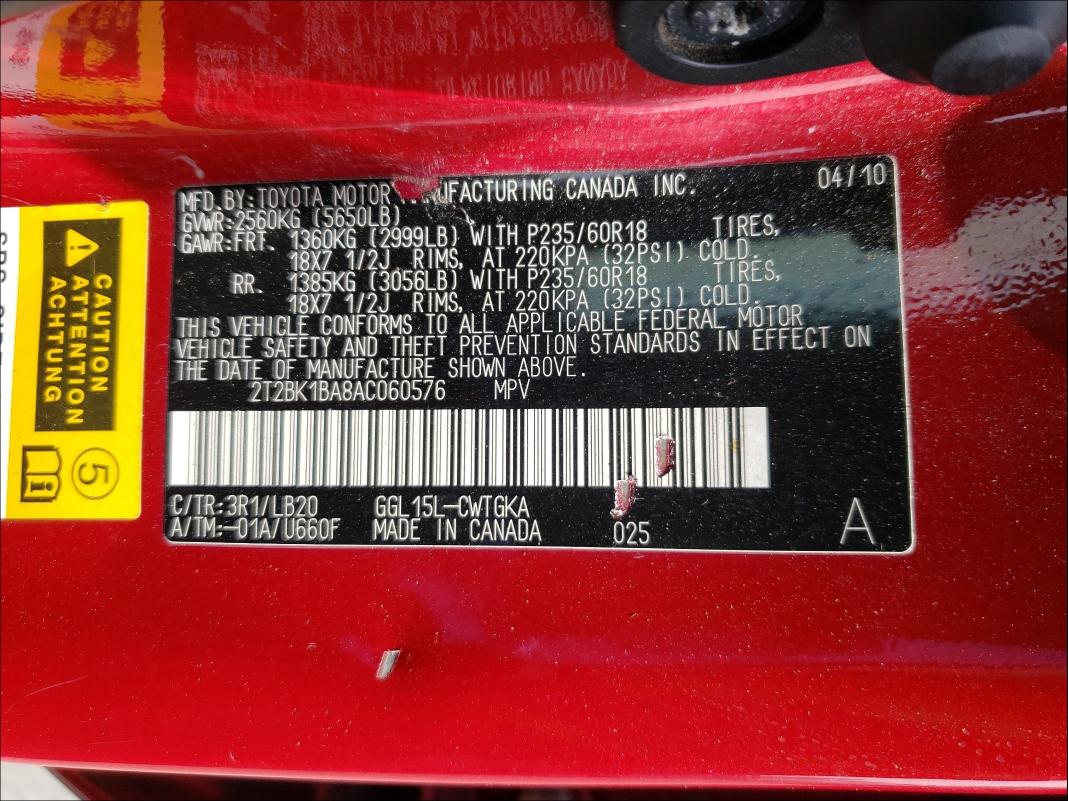 MFD.BY:TOYOTA MOTOR UFACTURING CANADA INC. 04/10
GVWR:2560KG (5650LB)
GAWR:FRT. 1360KG (2999LB) WITH P235/60R18 TIRES,
18X7 1/2J RIMS, AT 220KPA (32PSI) COLD.
RR. 1385KG (3056LB) WITH P235/60R18 TIRES,
18X7 1/2J RIMS, AT 220KPA (32PSI) COLD.
THIS VEHICLE CONFORMS TO ALL APPLICABLE FEDERAL MOTOR
VEHICLE SAFETY AND THEFT PREVENTION STANDARDS IN EFFECT ON
THE DATE OF MANUFACTURE SHOWN ABOVE.
2T2BK1BA8AC060576 MPV
C/TR:3R1/LB20 GGL15L-CWTGKA
A/TM:-01A/U660F MADE IN CANADA 025 A
CAUTION
ATTENTION
ACHTUNG
5